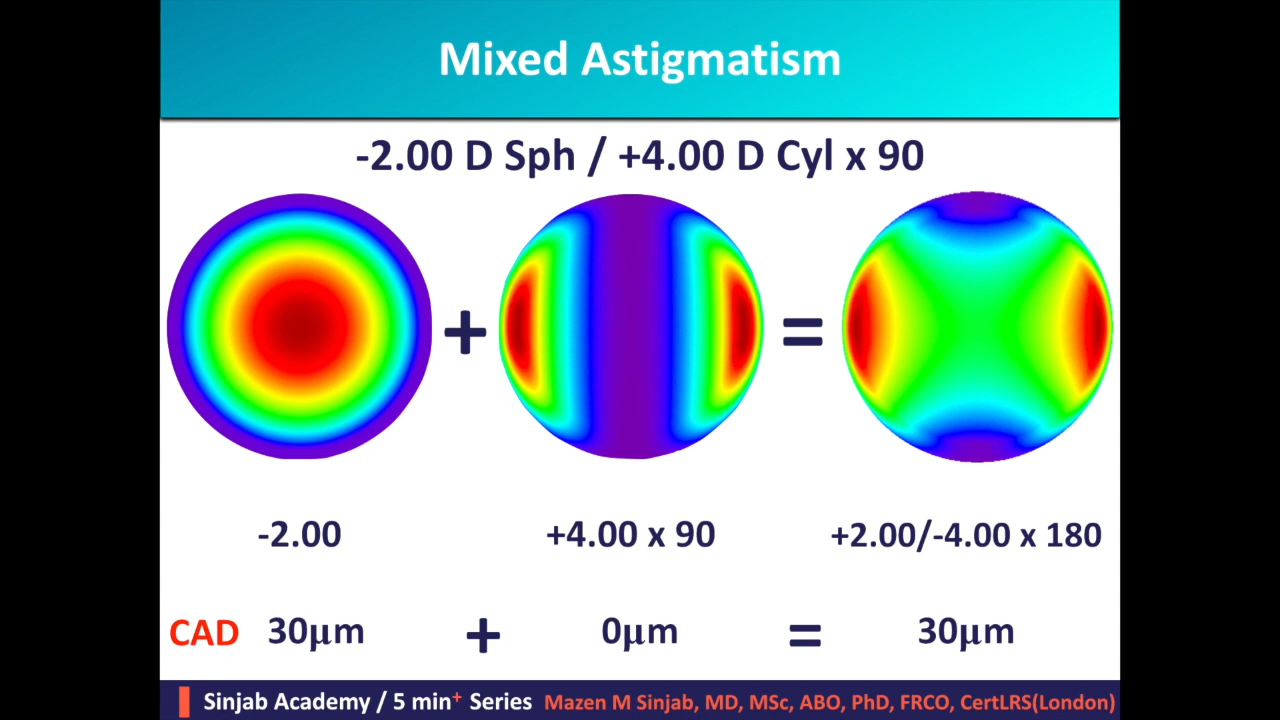 Mixed Astigmatism
-2.00 D Sph / +4.00 D Cyl x 90
+ =
-2.00 +4.00 x 90 +2.00/-4.00 x 180
CAD 30µm + 0µm = 30µm
Sinjab Academy / 5 min+ Series Mazen M Sinjab, MD, MSc, ABO, PhD, FRCO, CertLRS(London)